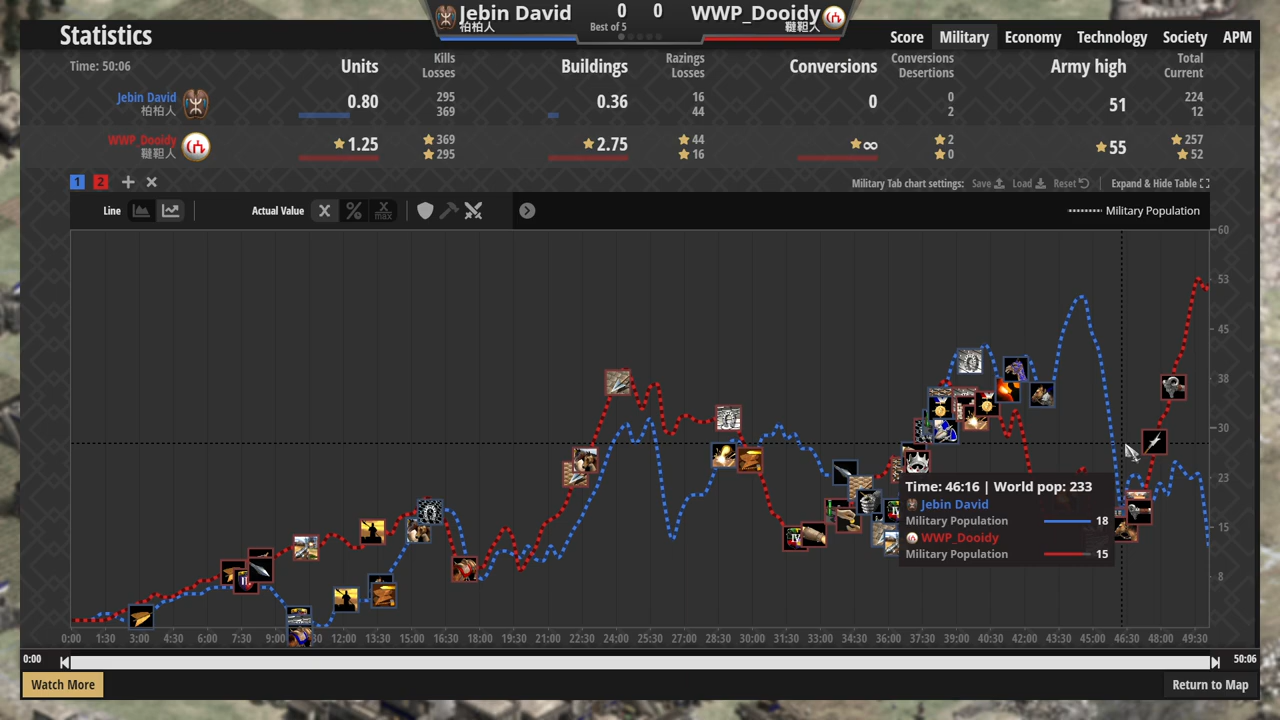 Jebin David 0 0 WWP_Dooidy
柏柏人 Best of 5 韃靼人
Statistics
Score Military Economy Technology Society APM
Time: 50:06
Units Kills Losses Buildings Razings Losses Conversions Conversions Desertions Army high Total Current
Jebin David 0.80 295 0.36 16 0 0 51 224
柏柏人 369 44 2 12
WWP_Dooidy 1.25 369 2.75 44 ∞ 2 55 257
韃靼人 295 16 0 52
1 2 Military Tab chart settings: Save Load Reset Expand & Hide Table
Line Actual Value X % X max Military Population
60
53
45
38
30
23
15
8
Time: 46:16 | World pop: 233
Jebin David
Military Population 18
WWP_Dooidy
Military Population 15
II
IV
0:00 1:30 3:00 4:30 6:00 7:30 9:00 :30 12:00 13:30 15:00 16:30 18:00 19:30 21:00 22:30 24:00 25:30 27:00 28:30 30:00 31:30 33:00 34:30 36:00 37:30 39:00 40:30 42:00 43:30 45:00 46:30 48:00 49:30
0:00 50:06
Watch More Return to Map